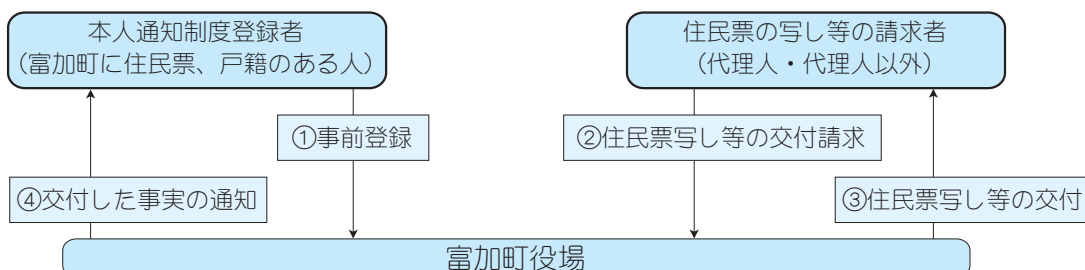 本人通知制度登録者
（富加町に住民票、戸籍のある人）
住民票の写し等の請求者
（代理人・代理人以外）
①事前登録
②住民票写し等の交付請求
④交付した事実の通知
③住民票写し等の交付
富加町役場